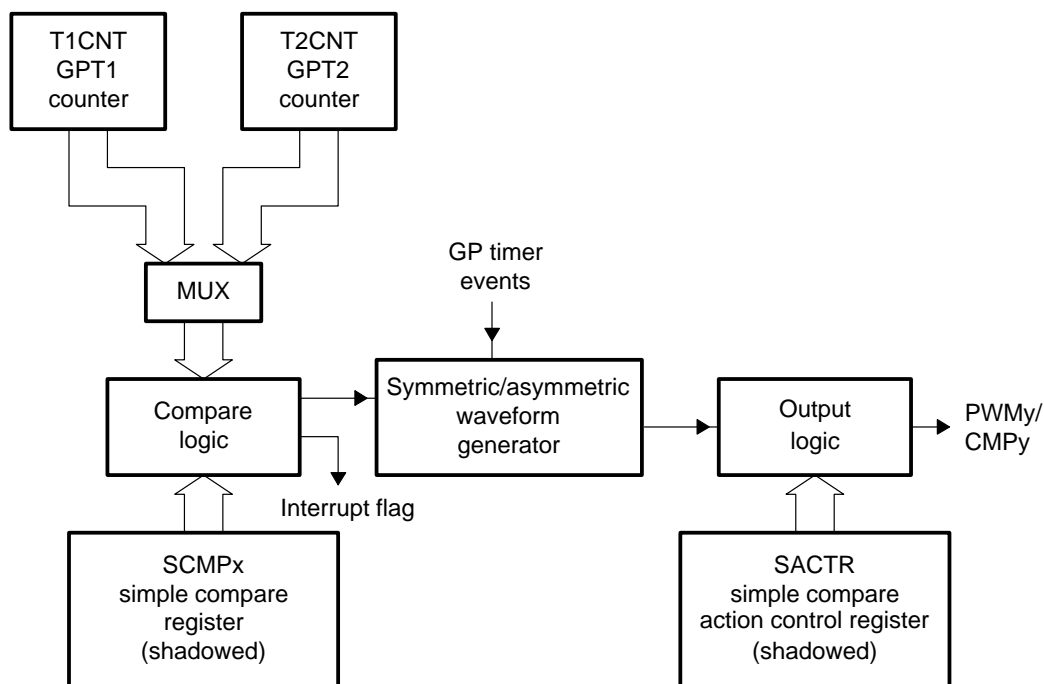 T1CNT
GPT1
counter
T2CNT
GPT2
counter
MUX
GP timer
events
Compare
logic
Symmetric/asymmetric
waveform
generator
Output
logic
PWMy/
CMPy
Interrupt flag
SCMPx
simple compare
register
(shadowed)
SACTR
simple compare
action control register
(shadowed)